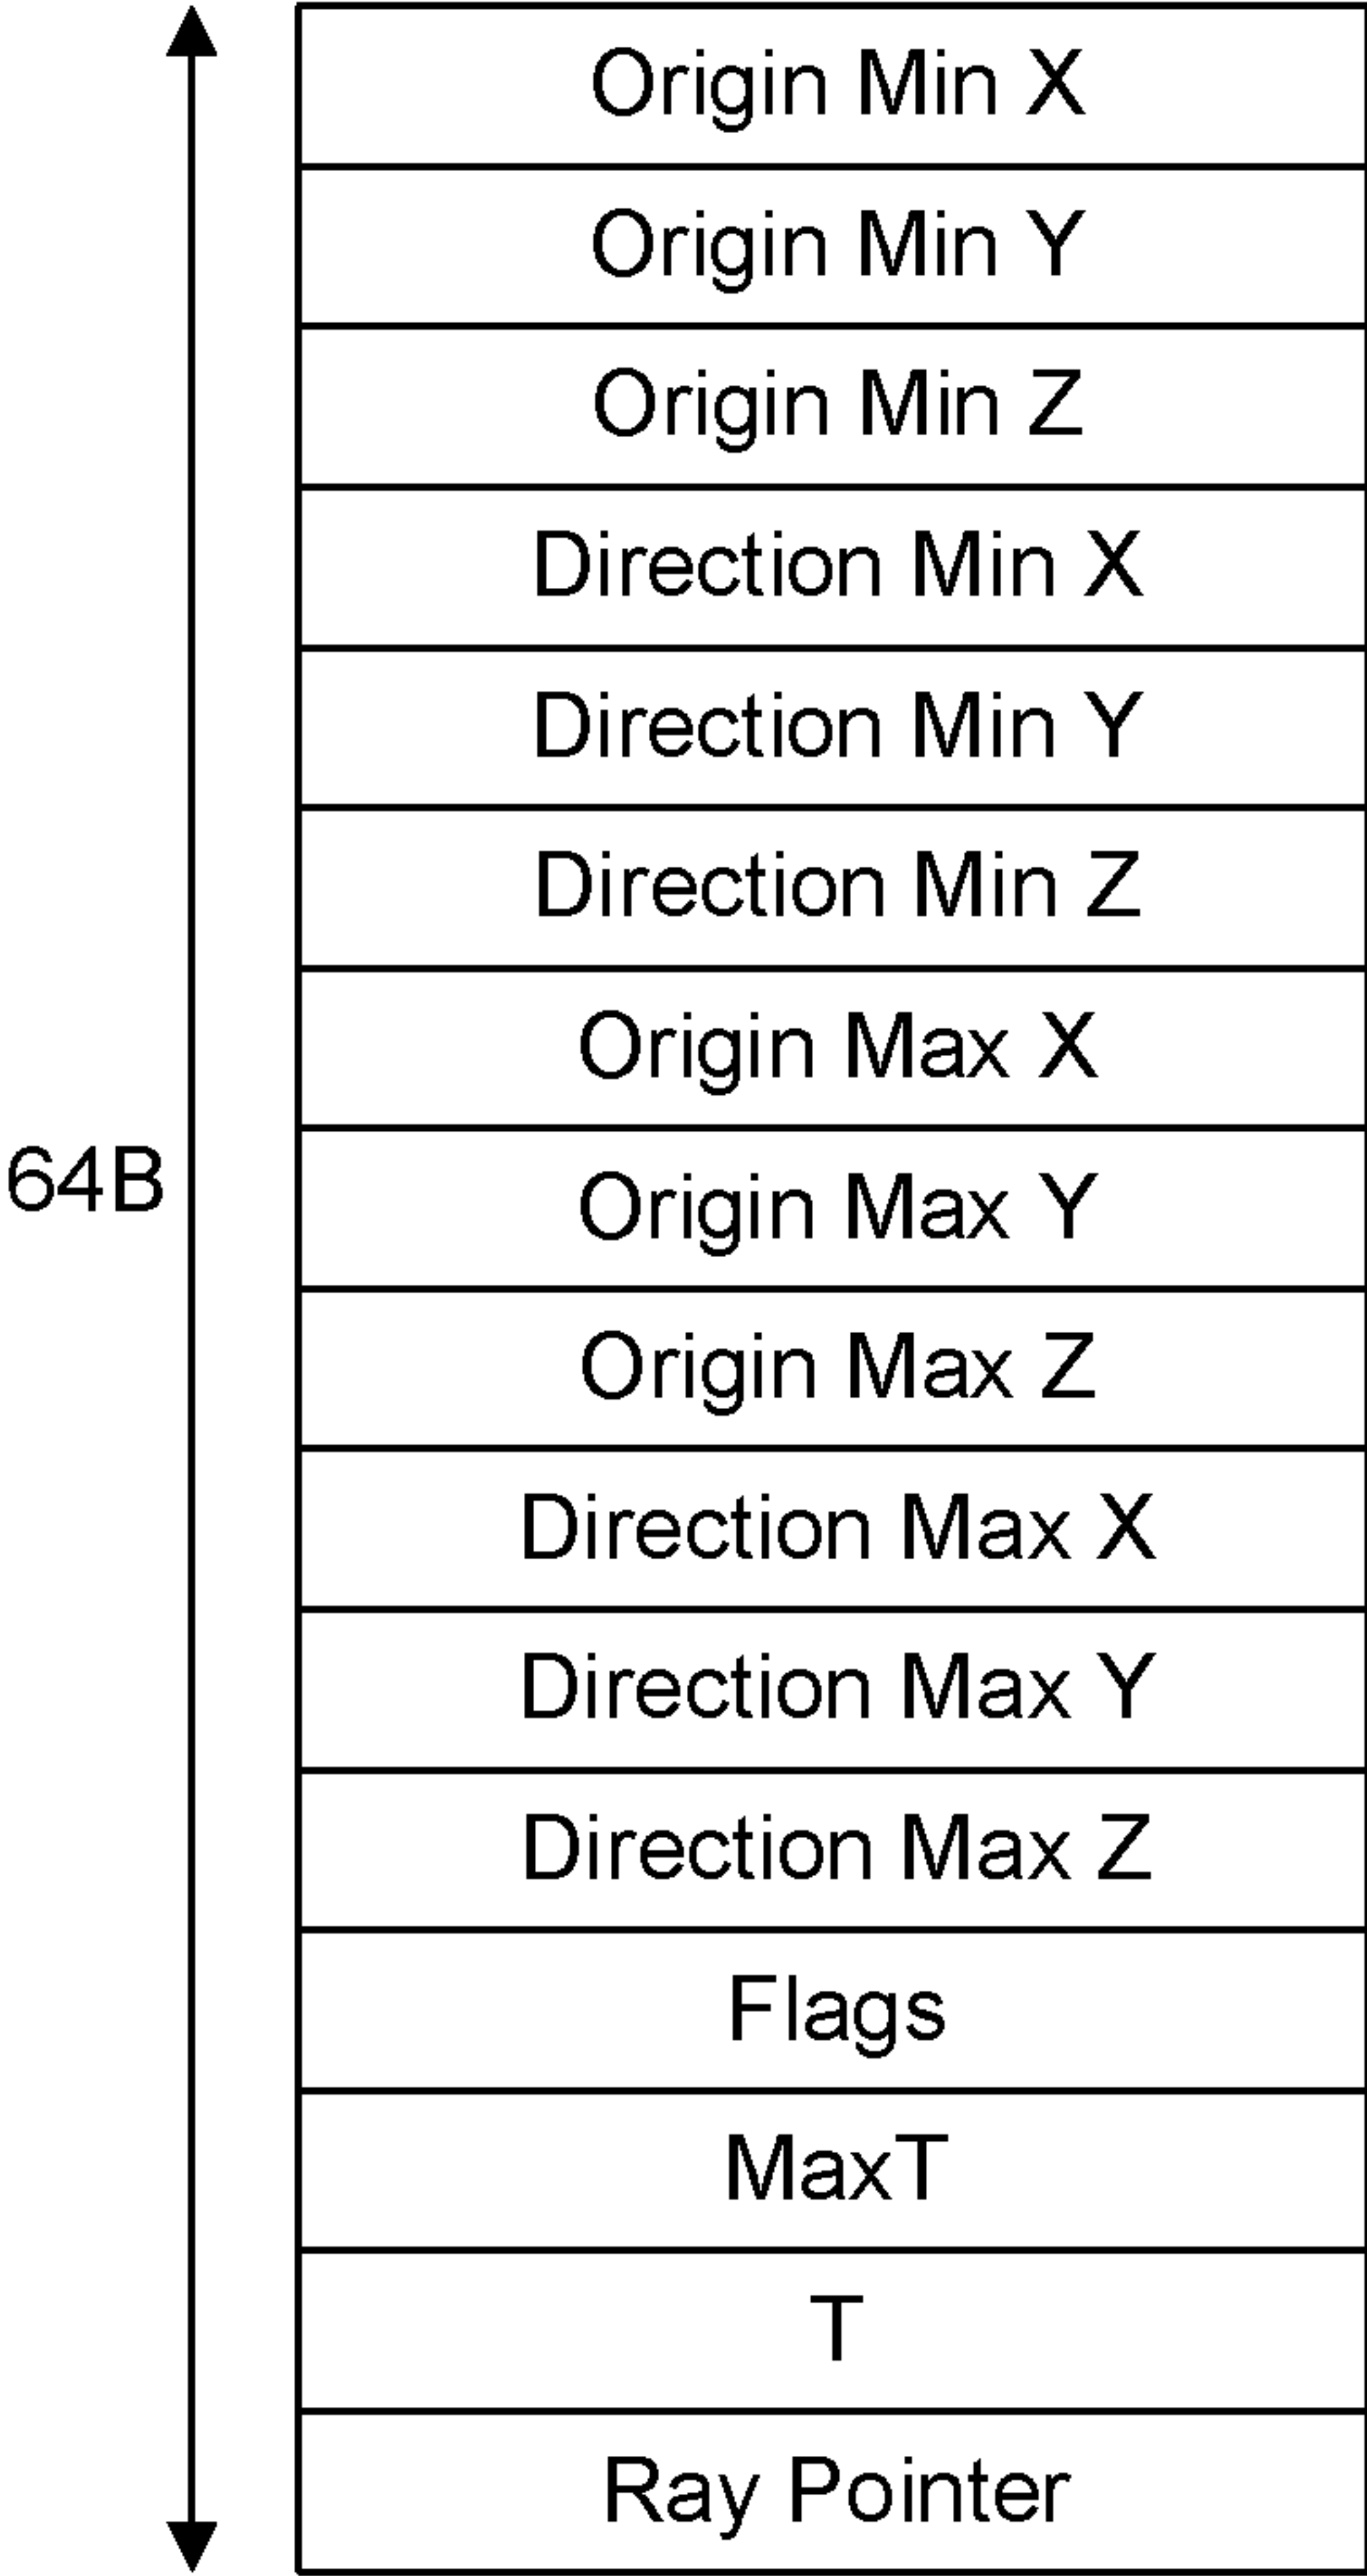 Origin Min X
Origin Min Y
Origin Min Z
Direction Min X
Direction Min Y
Direction Min Z
Origin Max X
64B
Origin Max Y
Origin Max Z
Direction Max X
Direction Max Y
Direction Max Z
Flags
MaxT
T
Ray Pointer